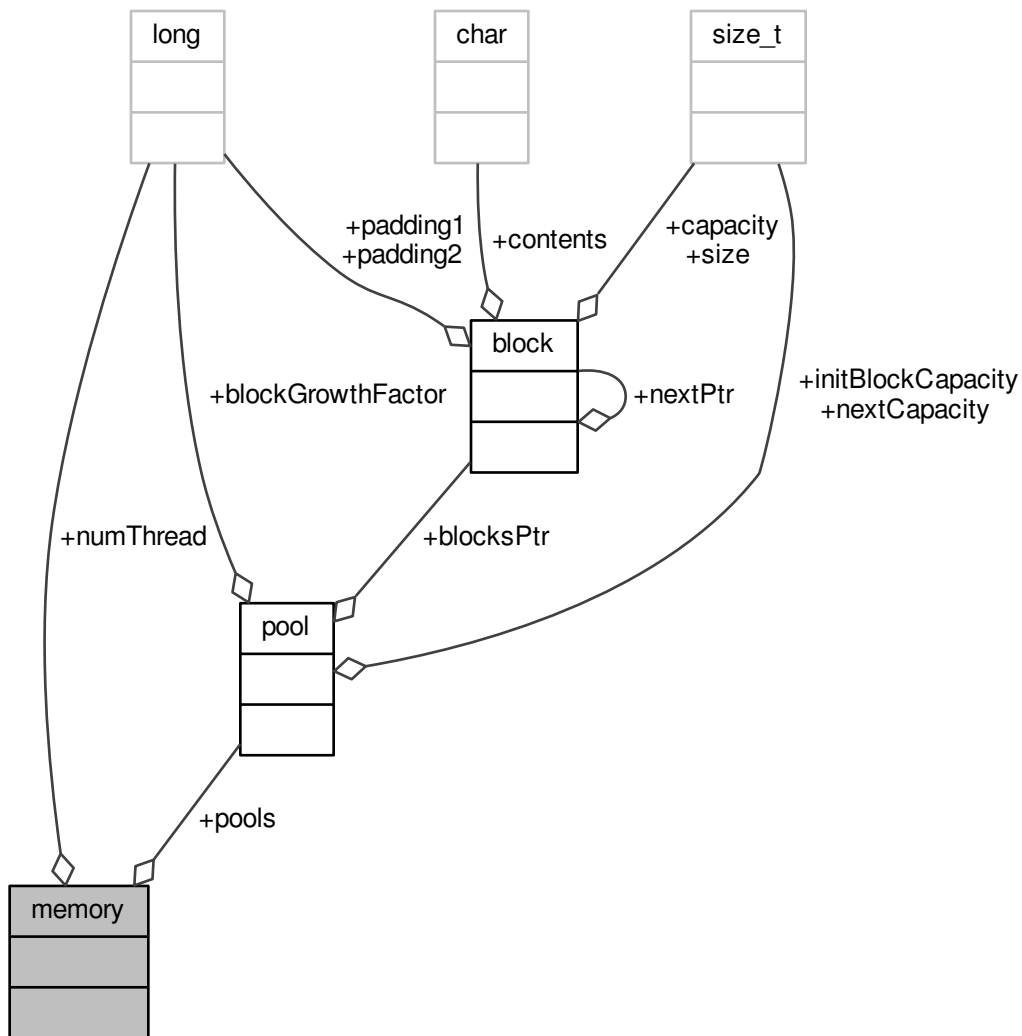 long
char
size_t
+padding1
+padding2
+contents
+capacity
+size
block
+nextPtr
+initBlockCapacity
+nextCapacity
+blockGrowthFactor
+numThread
+blocksPtr
pool
+pools
memory